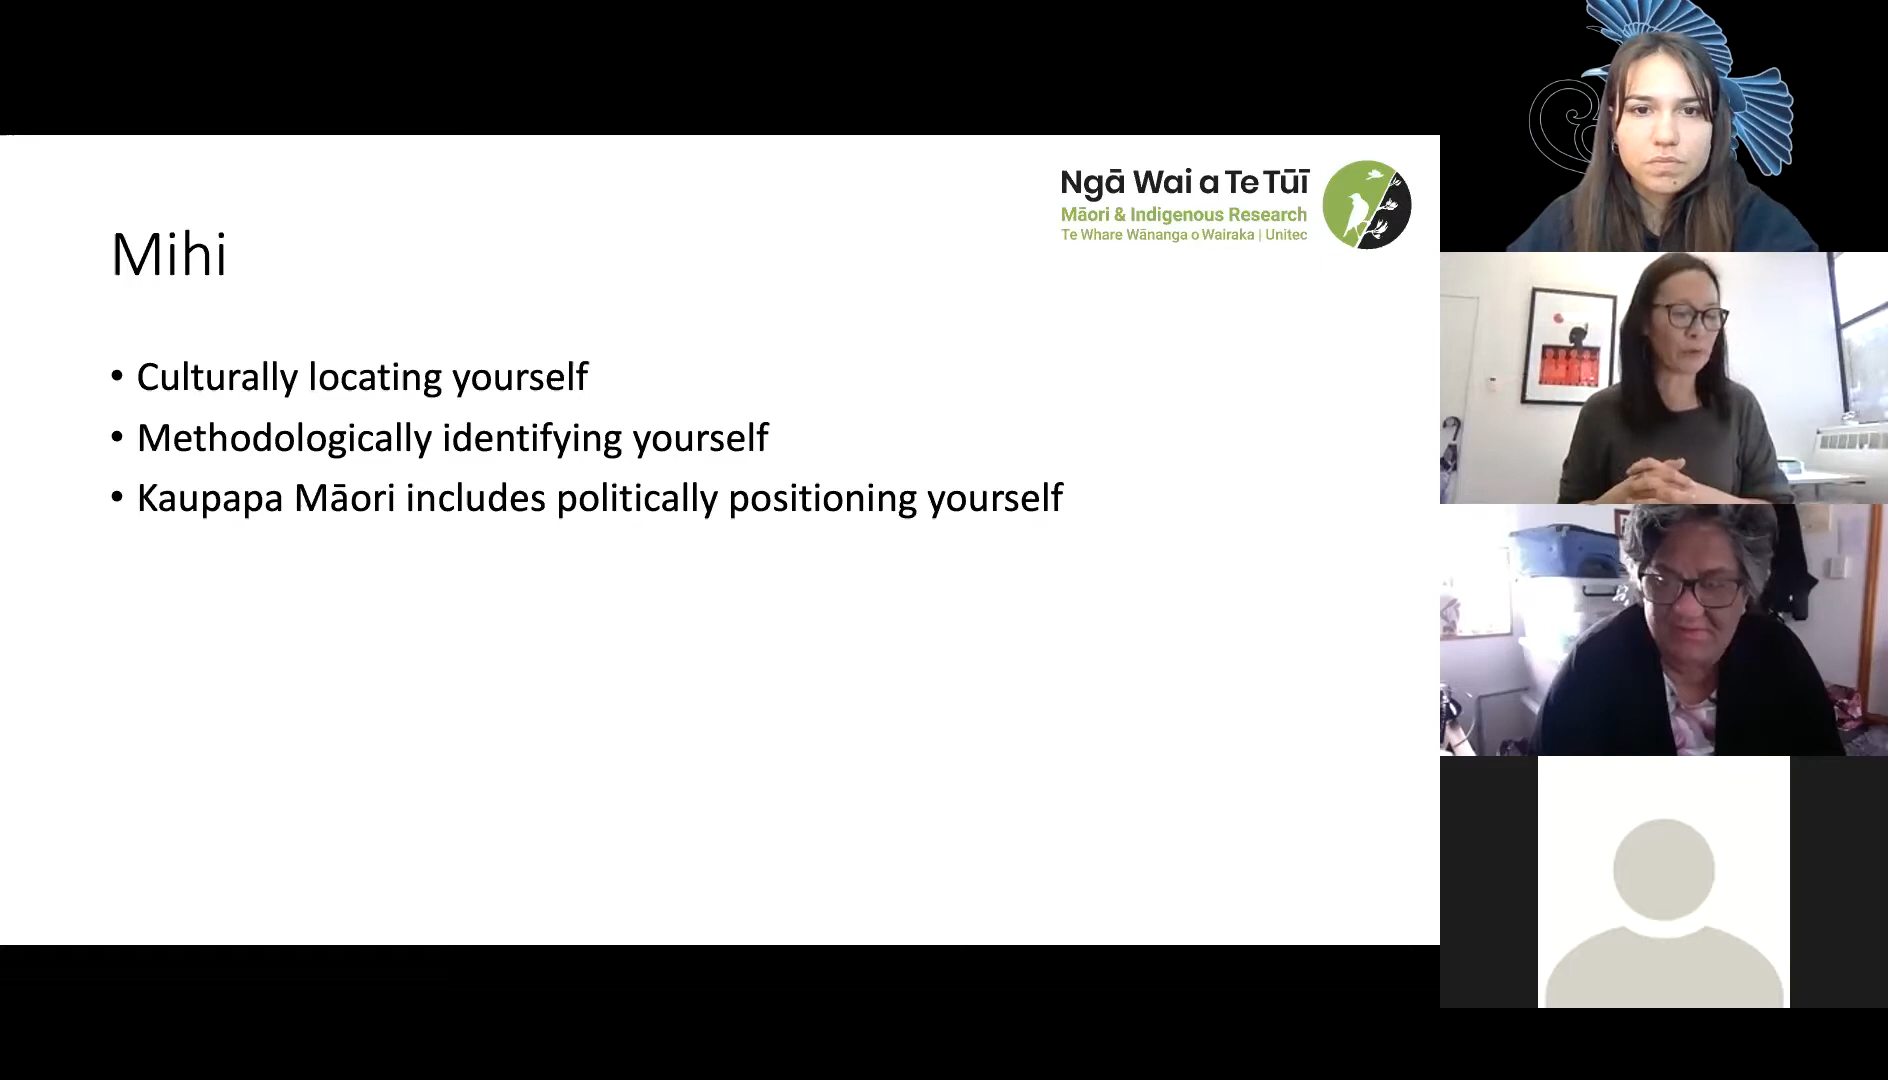 Ngā Wai a Te Tūī
Māori & Indigenous Research
Te Whare Wānanga o Wairaka | Unitec
Mihi
• Culturally locating yourself
• Methodologically identifying yourself
• Kaupapa Māori includes politically positioning yourself